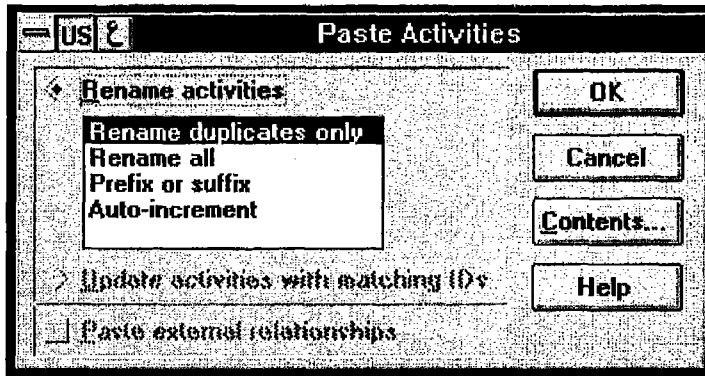 US ع Paste Activities
Rename activities
Rename duplicates only
Rename all
Prefix or suffix
Auto-increment
Update activities with matching IDs
Paste external relationships
OK
Cancel
Contents...
Help